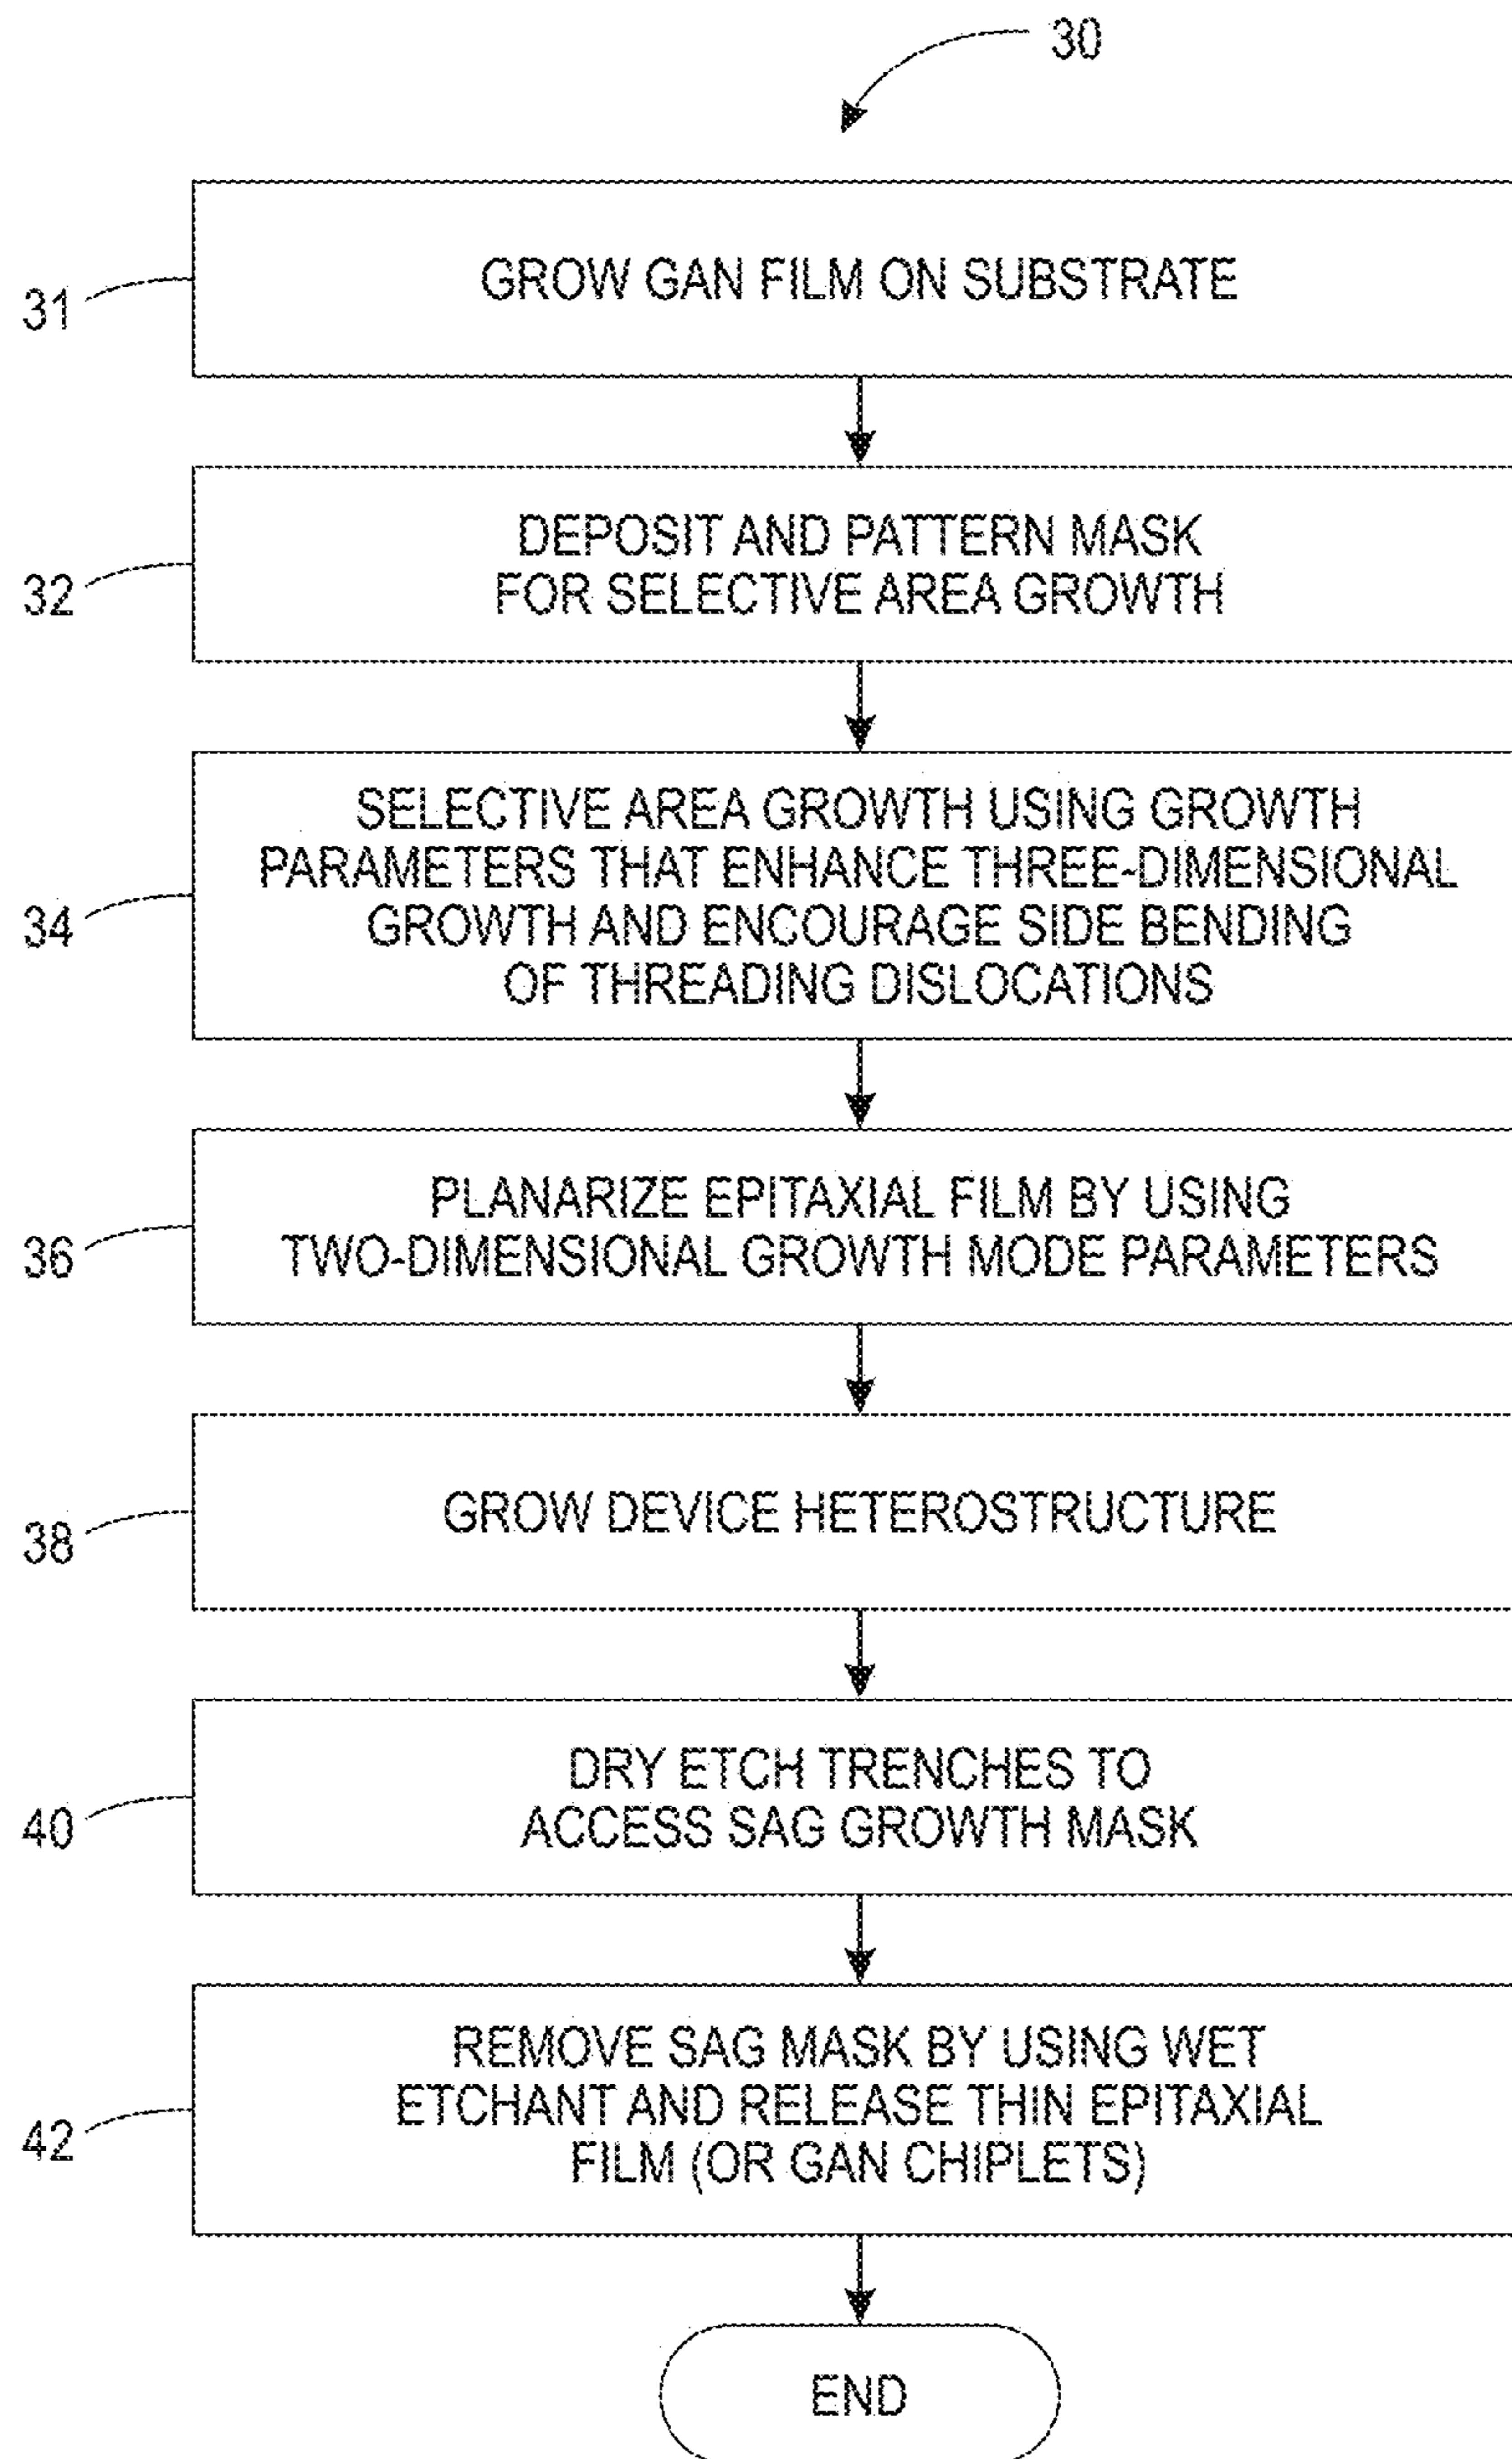 30
31
GROW GAN FILM ON SUBSTRATE
32
DEPOSIT AND PATTERN MASK
FOR SELECTIVE AREA GROWTH
34
SELECTIVE AREA GROWTH USING GROWTH
PARAMETERS THAT ENHANCE THREE-DIMENSIONAL
GROWTH AND ENCOURAGE SIDE BENDING
OF THREADING DISLOCATIONS
36
PLANARIZE EPITAXIAL FILM BY USING
TWO-DIMENSIONAL GROWTH MODE PARAMETERS
38
GROW DEVICE HETEROSTRUCTURE
40
DRY ETCH TRENCHES TO
ACCESS SAG GROWTH MASK
42
REMOVE SAG MASK BY USING WET
ETCHANT AND RELEASE THIN EPITAXIAL
FILM (OR GAN CHIPLETS)
END